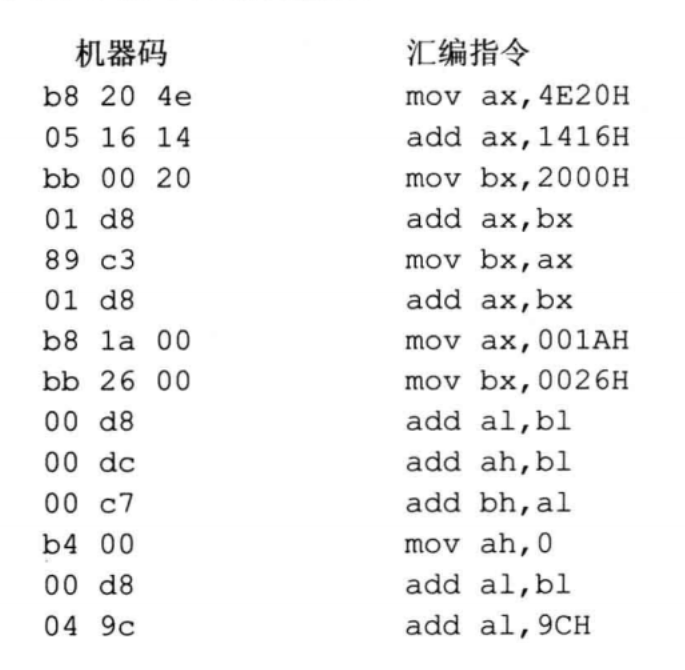 机器码 汇编指令
b8 20 4e mov ax,4E20H
05 16 14 add ax,1416H
bb 00 20 mov bx,2000H
01 d8 add ax,bx
89 c3 mov bx,ax
01 d8 add ax,bx
b8 1a 00 mov ax,001AH
bb 26 00 mov bx,0026H
00 d8 add al,bl
00 dc add ah,bl
00 c7 add bh,al
b4 00 mov ah,0
00 d8 add al,bl
04 9c add al,9CH